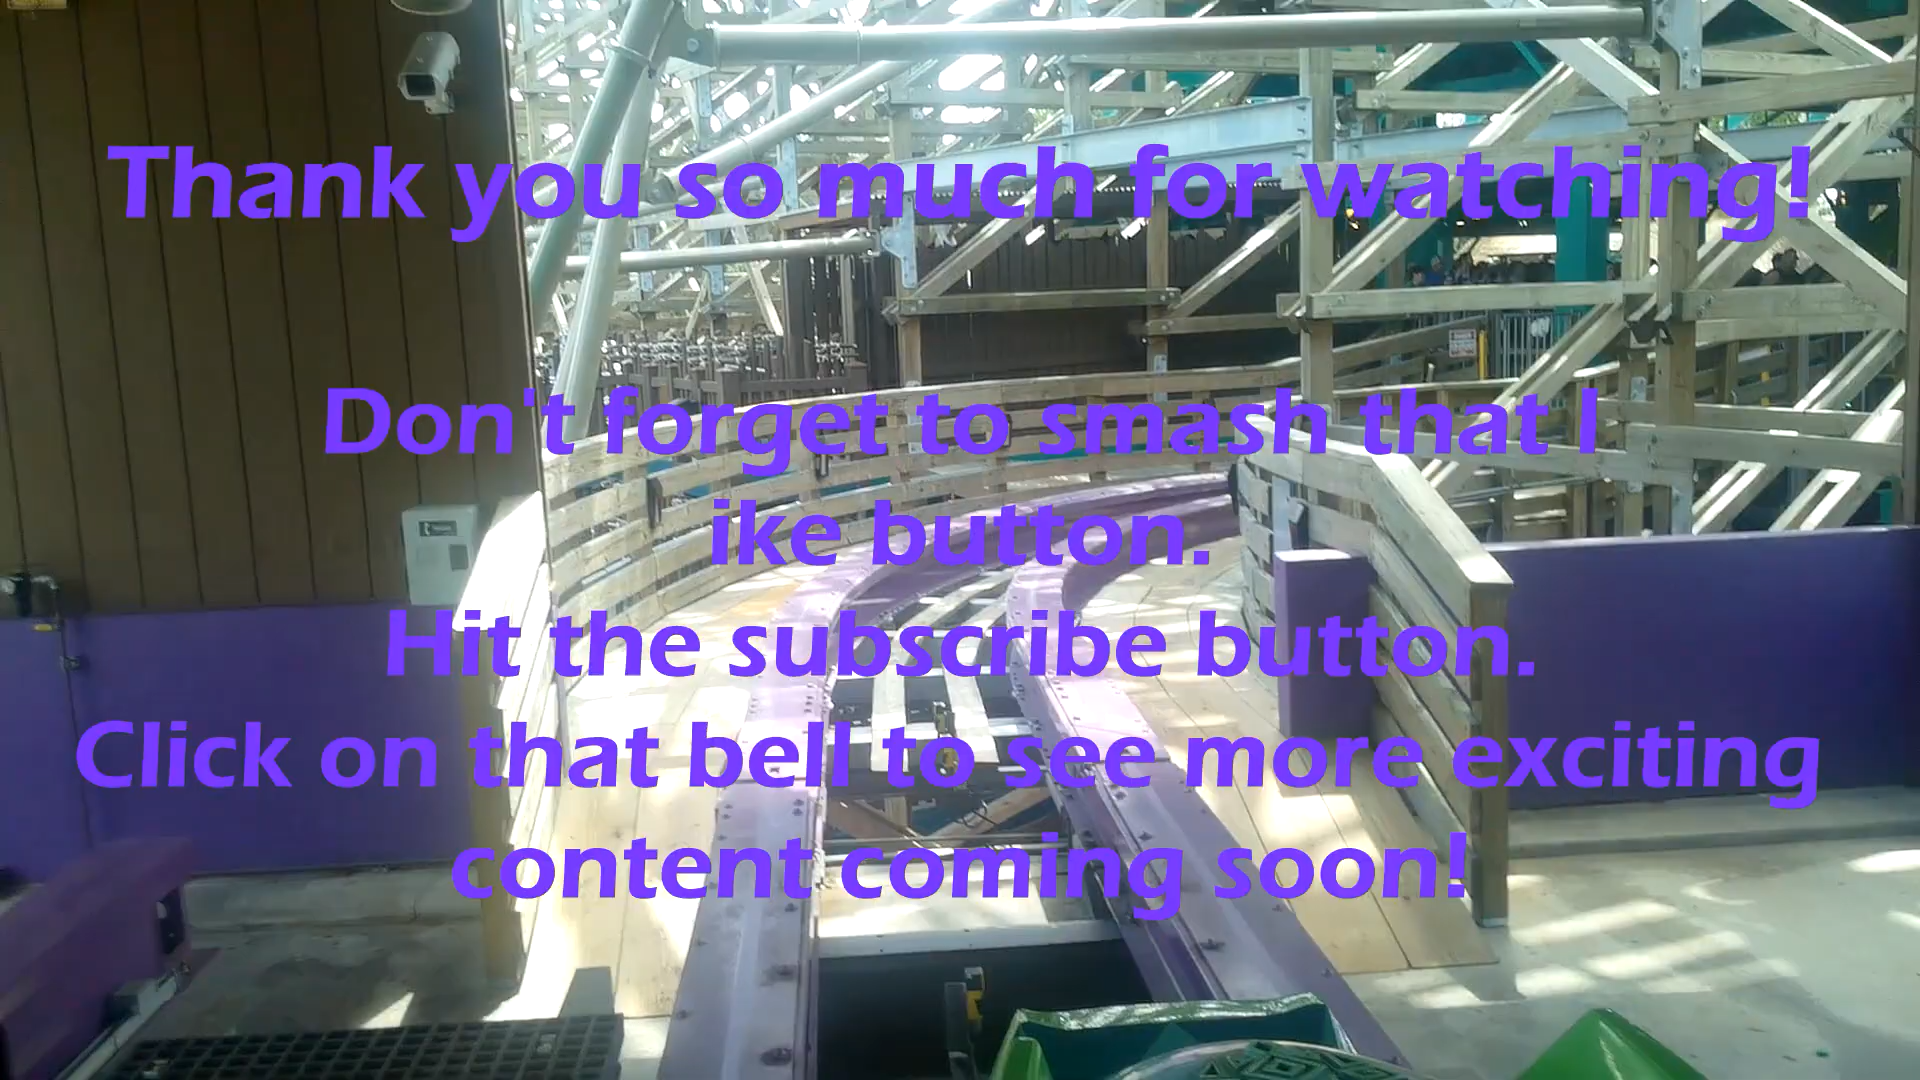 Thank you so much for watching!
Don't forget to smash that l
ike button.
Hit the subscribe button.
Click on that bell to see more exciting
content coming soon!